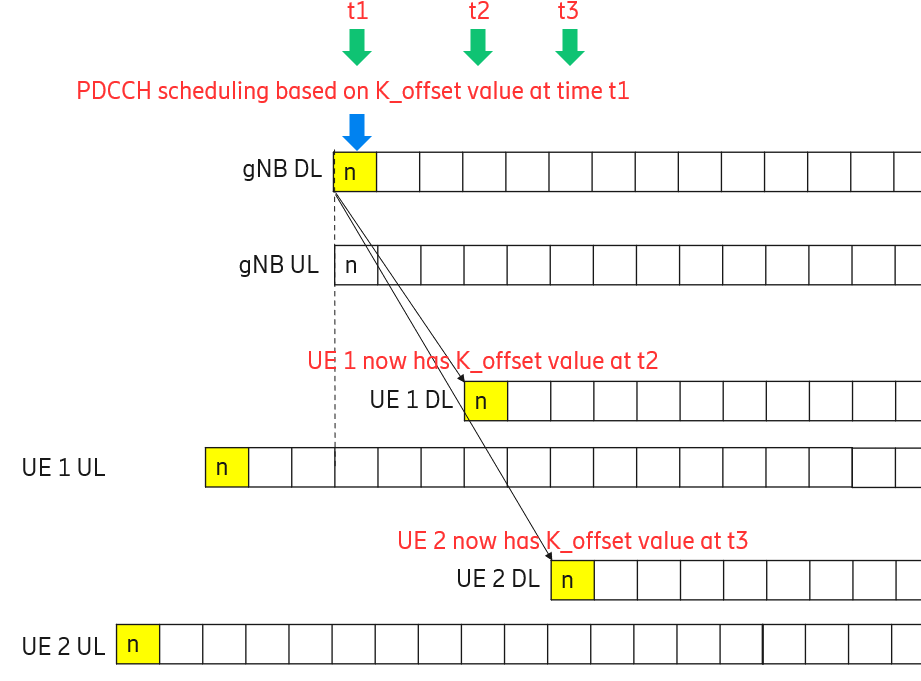 t1 t2 t3
PDCCH scheduling based on K_offset value at time t1
gNB DL n
gNB UL n
UE 1 now has K_offset value at t2
UE 1 DL n
UE 1 UL n
UE 2 now has K_offset value at t3
UE 2 DL n
UE 2 UL n